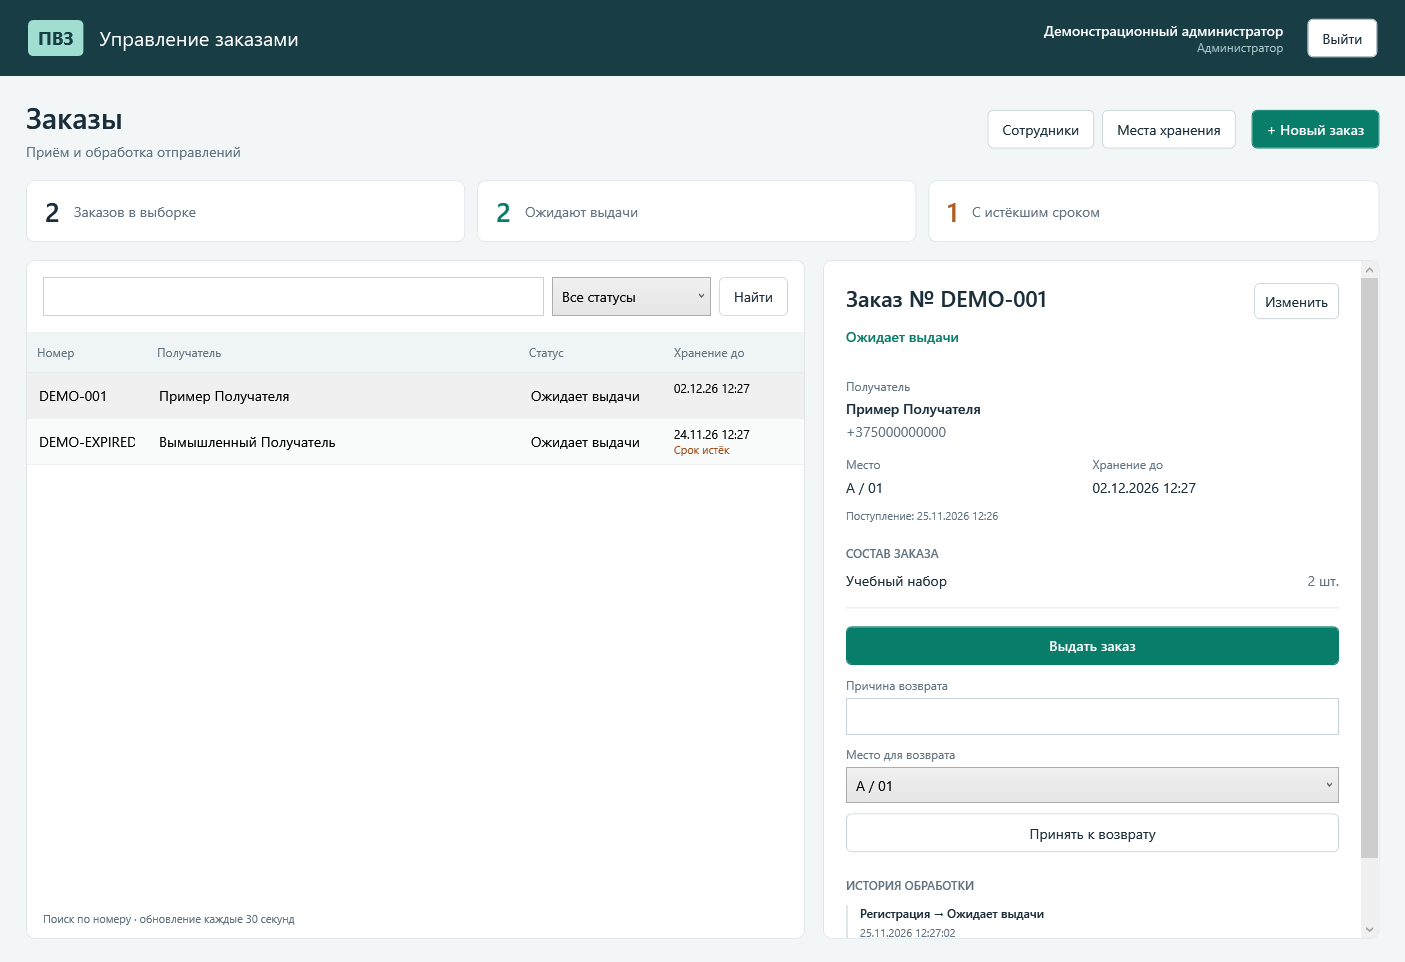 ПВЗ Управление заказами
Демонстрационный администратор
Администратор
Выйти
Заказы
Приём и обработка отправлений
Сотрудники
Места хранения
+ Новый заказ
2 Заказов в выборке
2 Ожидают выдачи
1 С истёкшим сроком
Все статусы
Найти
Номер Получатель Статус Хранение до
DEMO-001 Пример Получателя Ожидает выдачи 02.12.26 12:27
DEMO-EXPIRED Вымышленный Получатель Ожидает выдачи 24.11.26 12:27
Срок истёк
Поиск по номеру · обновление каждые 30 секунд
Заказ № DEMO-001
Изменить
Ожидает выдачи
Получатель
Пример Получателя
+375000000000
Место Хранение до
A / 01 02.12.2026 12:27
Поступление: 25.11.2026 12:26
СОСТАВ ЗАКАЗА
Учебный набор 2 шт.
Выдать заказ
Причина возврата
Место для возврата
A / 01
Принять к возврату
ИСТОРИЯ ОБРАБОТКИ
Регистрация → Ожидает выдачи
25.11.2026 12:27:02